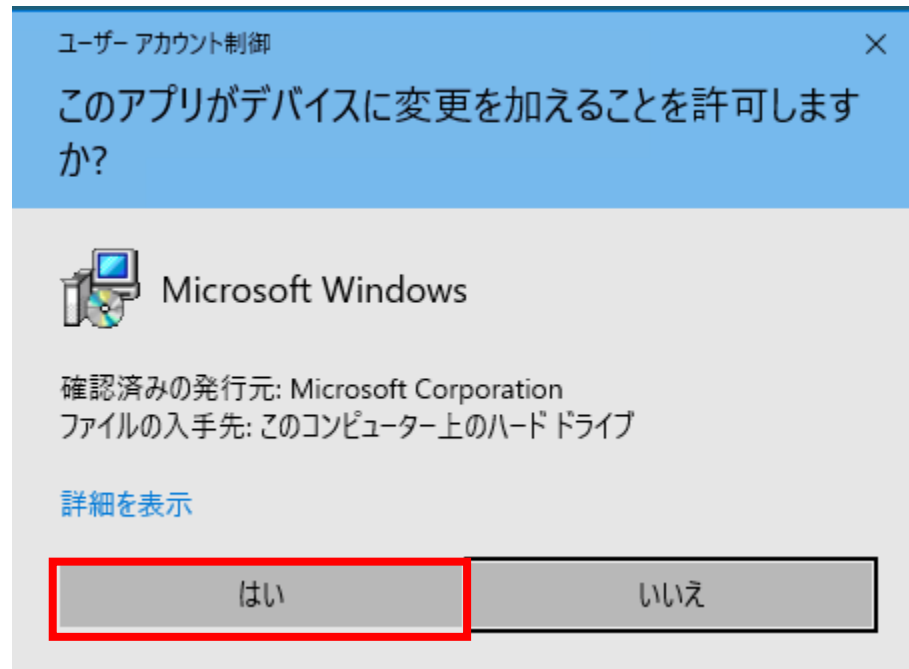 ユーザー アカウント制御
このアプリがデバイスに変更を加えることを許可します
か?
Microsoft Windows
確認済みの発行元: Microsoft Corporation
ファイルの入手先: このコンピューター上のハード ドライブ
詳細を表示
はい
いいえ